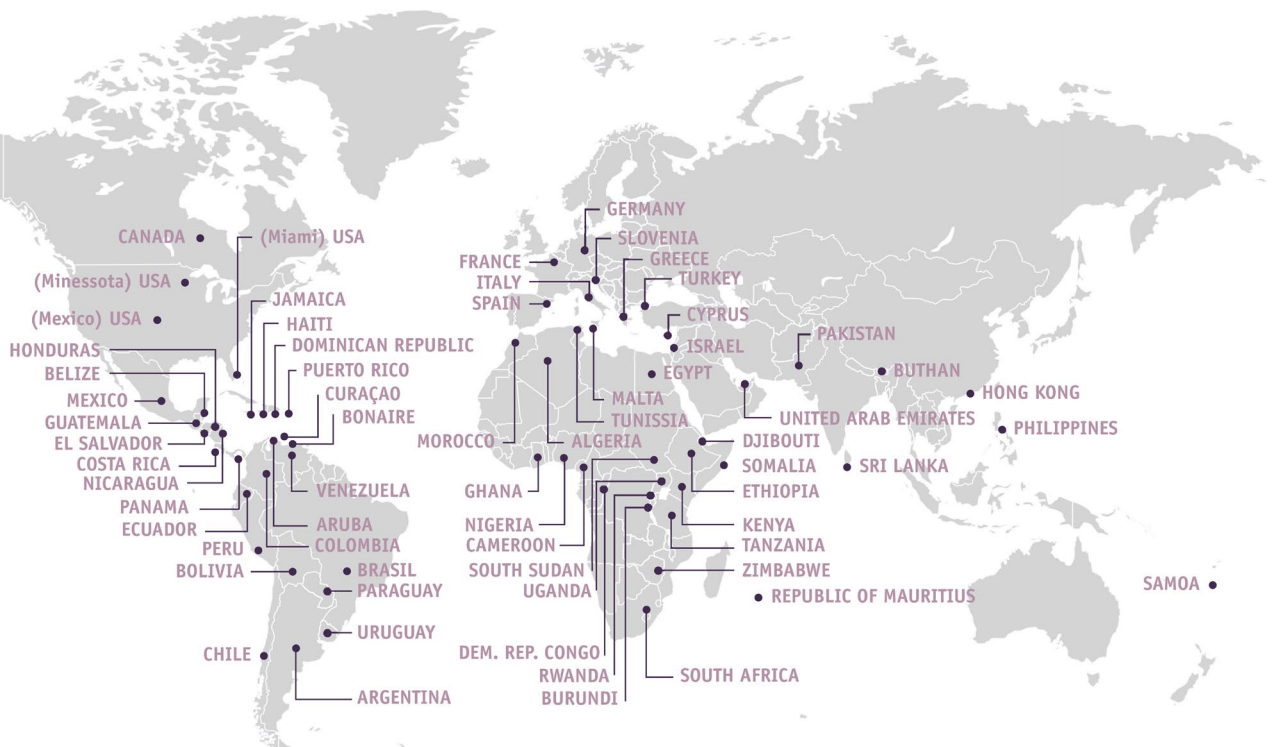 CANADA
(Miami) USA
(Minessota) USA
(Mexico) USA
JAMAICA
HAITI
HONDURAS
DOMINICAN REPUBLIC
BELIZE
PUERTO RICO
MEXICO
CURAÇAO
GUATEMALA
BONAIRE
EL SALVADOR
COSTA RICA
NICARAGUA
VENEZUELA
PANAMA
ECUADOR
ARUBA
PERU
COLOMBIA
BOLIVIA
BRASIL
PARAGUAY
URUGUAY
CHILE
ARGENTINA
GERMANY
SLOVENIA
FRANCE
GREECE
ITALY
TURKEY
SPAIN
CYPRUS
ISRAEL
EGYPT
MALTA
TUNISSIA
MOROCCO
ALGERIA
PAKISTAN
BUTHAN
HONG KONG
UNITED ARAB EMIRATES
PHILIPPINES
DJIBOUTI
SOMALIA
SRI LANKA
GHANA
ETHIOPIA
NIGERIA
KENYA
CAMEROON
TANZANIA
SOUTH SUDAN
ZIMBABWE
UGANDA
REPUBLIC OF MAURITIUS
SAMOA
DEM. REP. CONGO
RWANDA
SOUTH AFRICA
BURUNDI